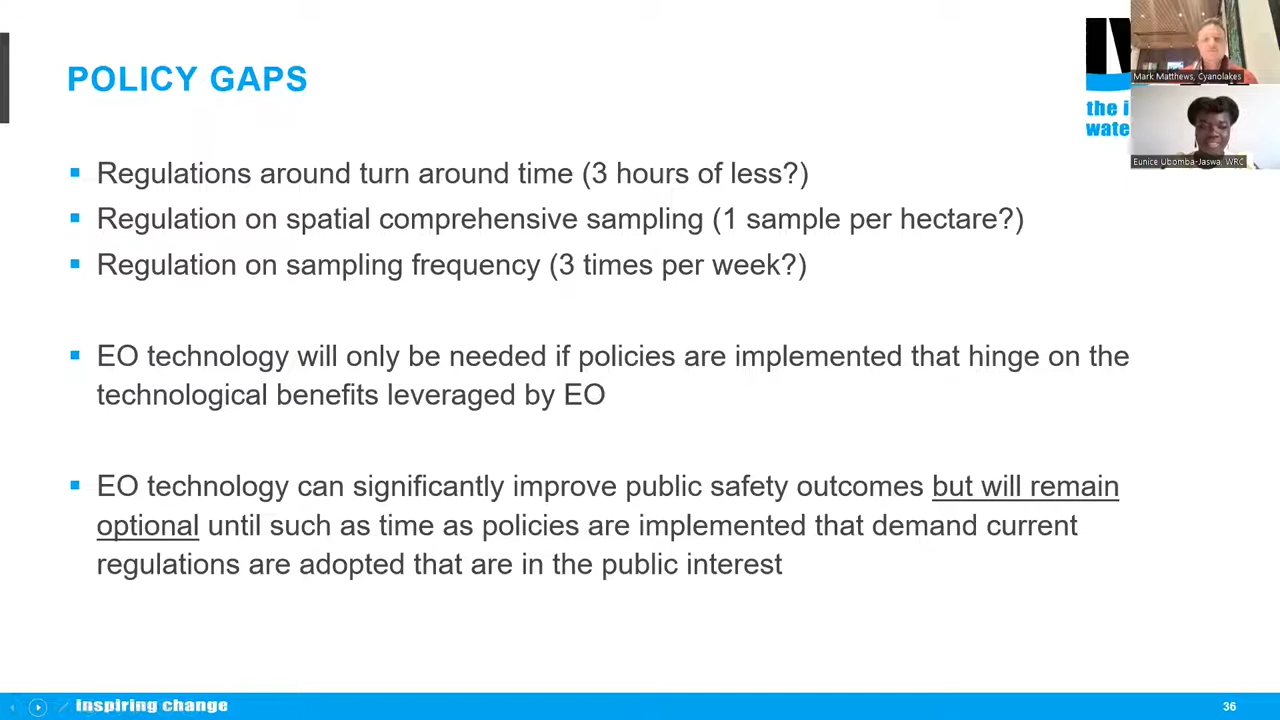 POLICY GAPS
Regulations around turn around time (3 hours of less?)
Regulation on spatial comprehensive sampling (1 sample per hectare?)
Regulation on sampling frequency (3 times per week?)
EO technology will only be needed if policies are implemented that hinge on the
technological benefits leveraged by EO
EO technology can significantly improve public safety outcomes but will remain
optional until such as time as policies are implemented that demand current
regulations are adopted that are in the public interest
the i
wate
Mark Matthews, Cyanolakes
Eunice Ubomba-Jaswa, WRC
inspiring change
36